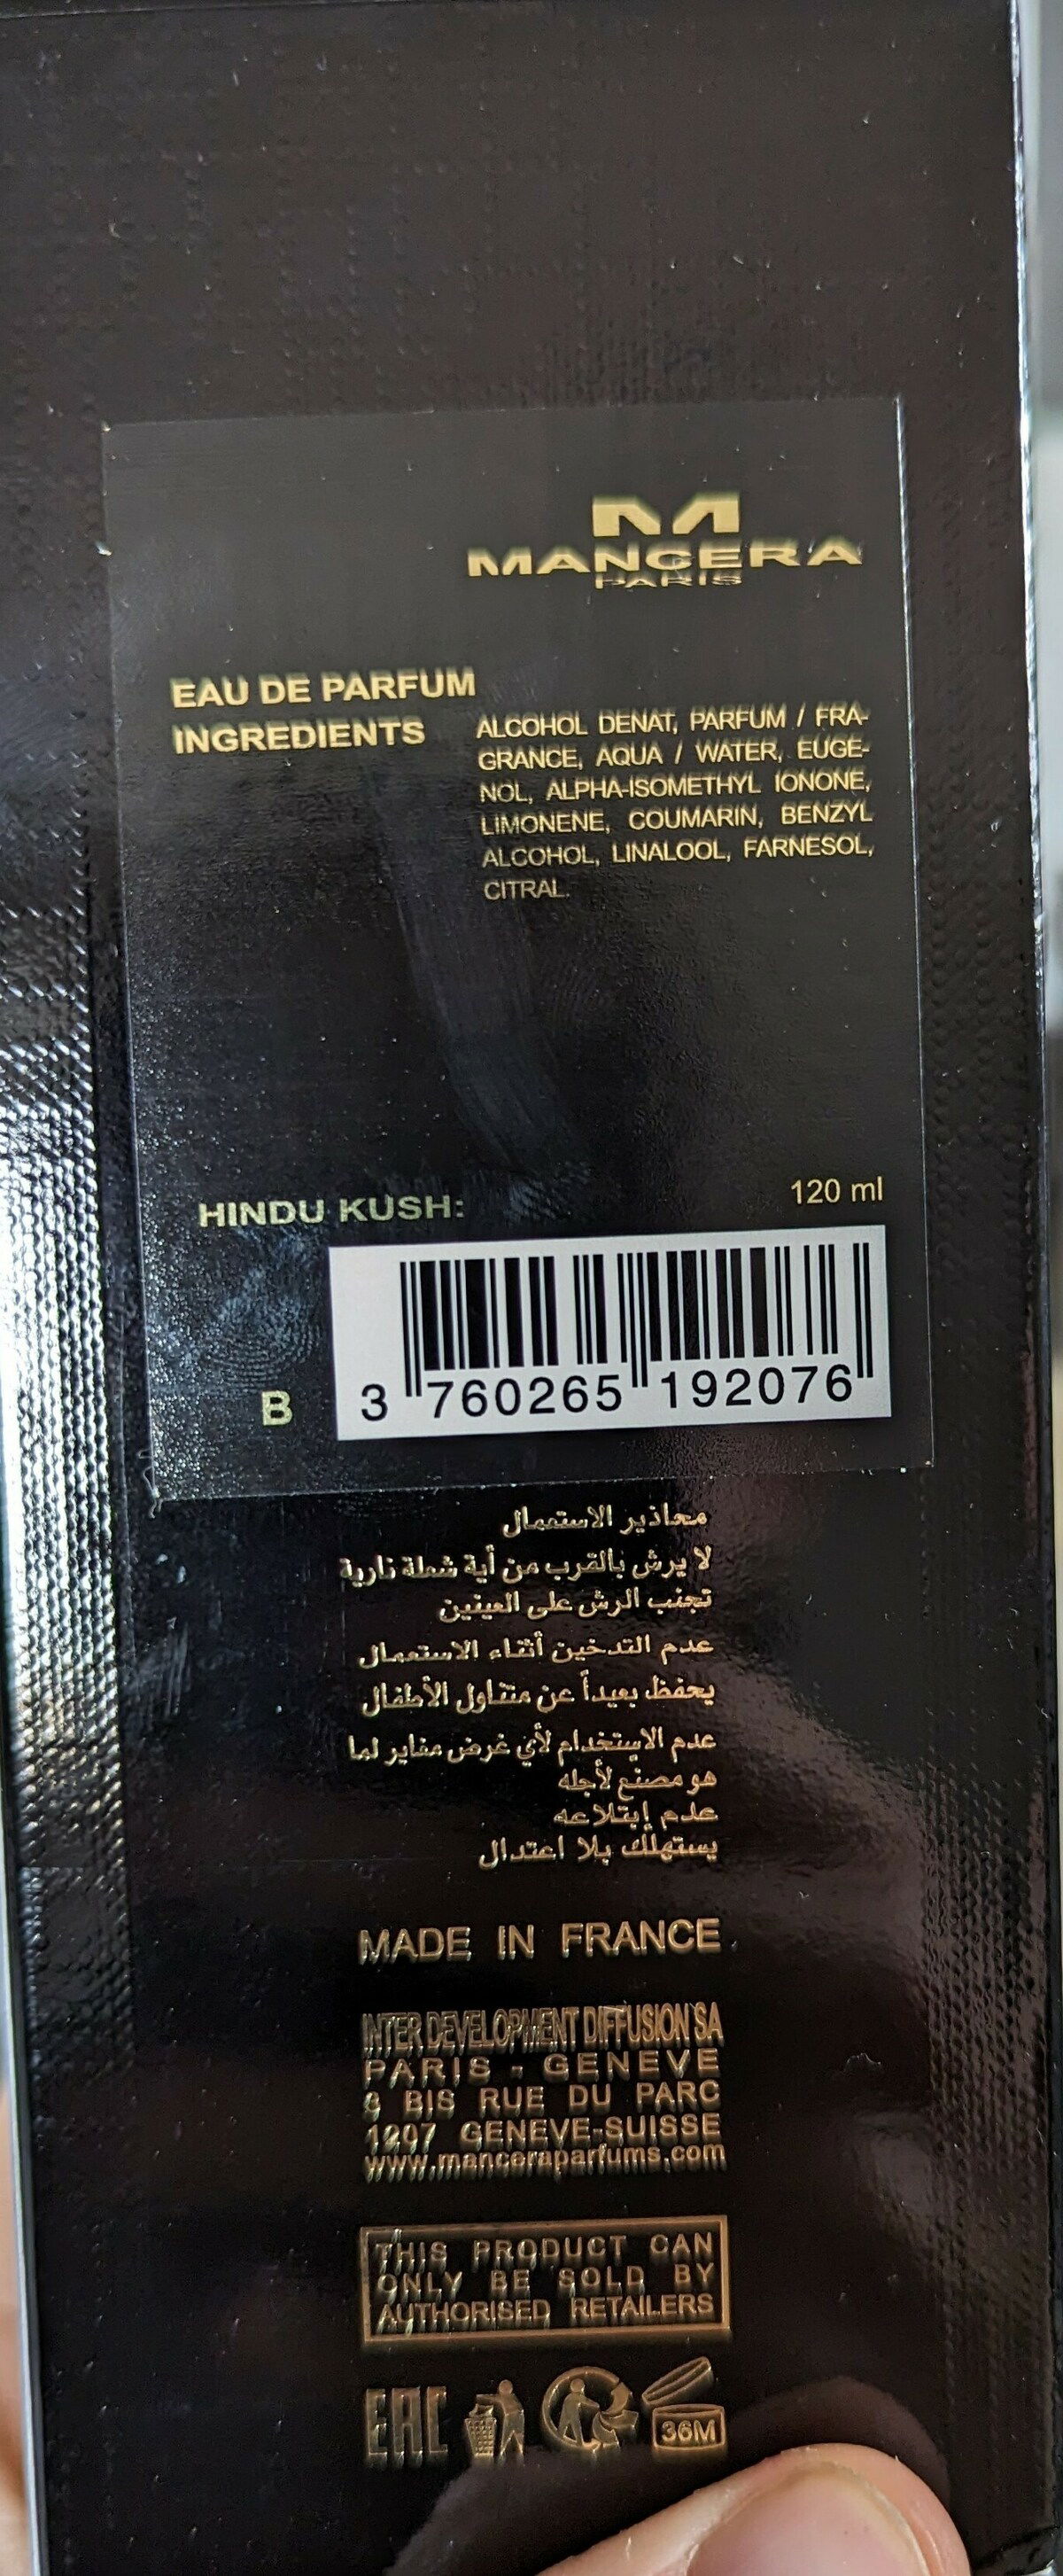 M
MANCERA
PARIS
EAU DE PARFUM
INGREDIENTS
ALCOHOL DENAT, PARFUM / FRA-
GRANCE, AQUA / WATER, EUGE-
NOL, ALPHA-ISOMETHYL IONONE,
LIMONENE, COUMARIN, BENZYL
ALCOHOL, LINALOOL, FARNESOL,
CITRAL.
HINDU KUSH:
120 ml
B
3 760265 192076
محاذير الاستعمال
لا يرش بالقرب من أية شعلة نارية
تجنب الرش على العينين
عدم التدخين أثناء الاستعمال
يحفظ بعيداً عن متناول الأطفال
عدم الاستخدام لأي غرض مغاير لما
هو مصنع لأجله
عدم إبتلاعه
يستهلك بلا اعتدال
MADE IN FRANCE
INTER DEVELOPMENT DIFFUSION SA
PARIS - GENEVE
8 BIS RUE DU PARC
1207 GENEVE-SUISSE
www.manceraparfums.com
THIS PRODUCT CAN
ONLY BE SOLD BY
AUTHORISED RETAILERS
EAC
36M